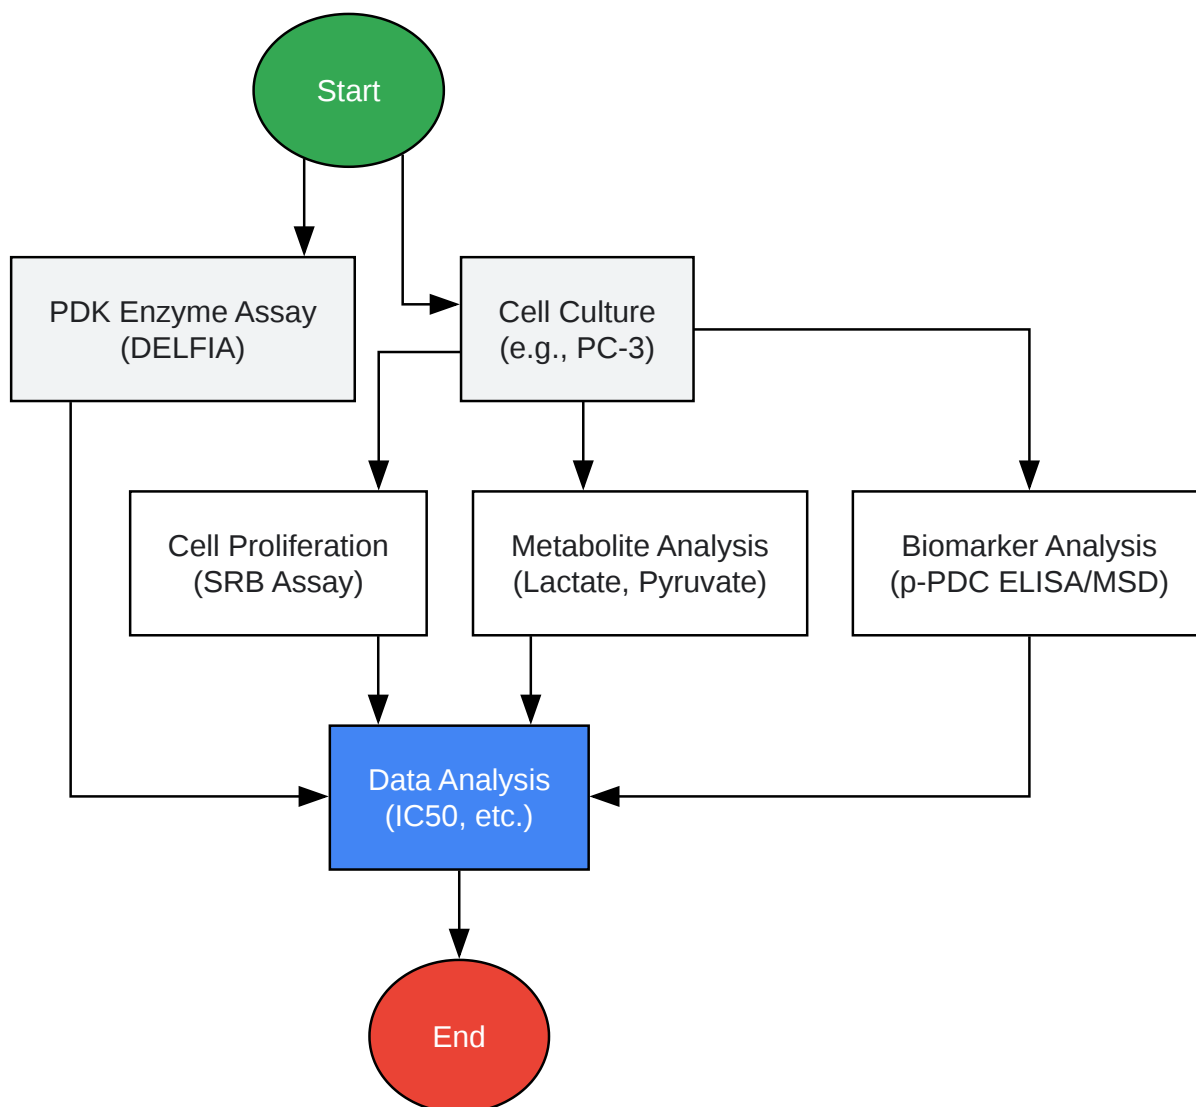 Start
PDK Enzyme Assay
(DELFIA)
Cell Culture
(e.g., PC-3)
Cell Proliferation
(SRB Assay)
Metabolite Analysis
(Lactate, Pyruvate)
Biomarker Analysis
(p-PDC ELISA/MSD)
Data Analysis
(IC50, etc.)
End